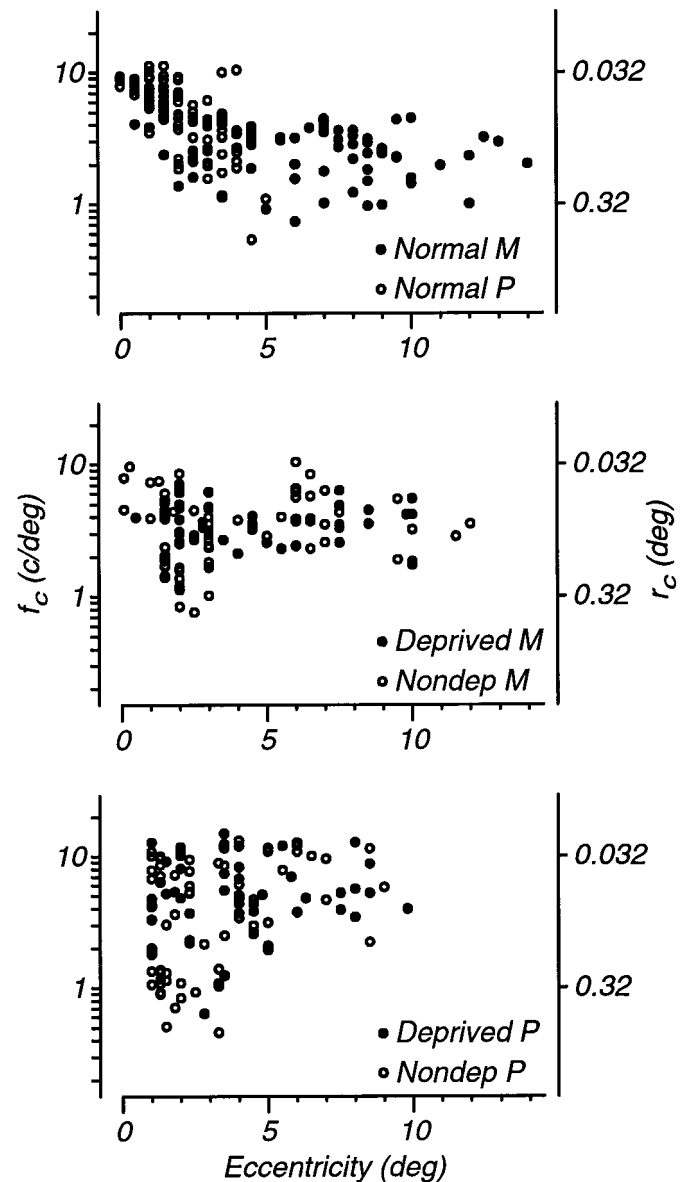 10
0.032
1
0.32
Normal M
Normal P
0 5 10
10
0.032
f_c (c/deg)
r_c (deg)
1
0.32
Deprived M
Nondep M
0 5 10
10
0.032
1
0.32
Deprived P
Nondep P
0 5 10
Eccentricity (deg)